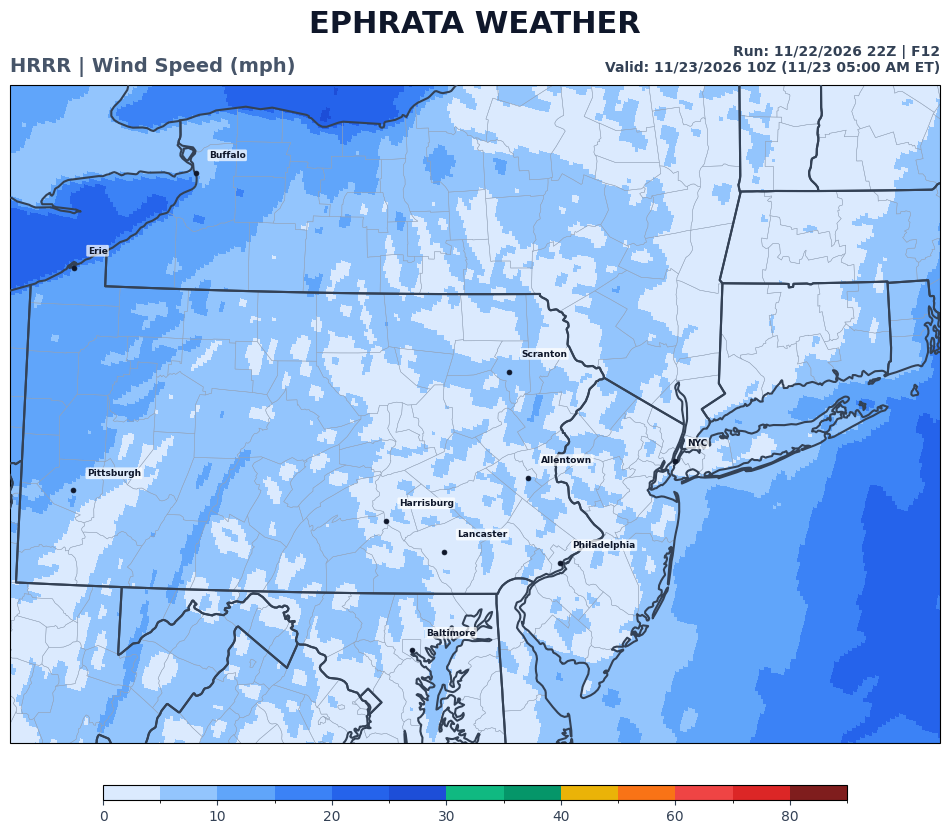 EPHRATA WEATHER
HRRR | Wind Speed (mph)
Run: 11/22/2026 22Z | F12
Valid: 11/23/2026 10Z (11/23 05:00 AM ET)
Buffalo
Erie
Scranton
NYC
Allentown
Pittsburgh
Harrisburg
Lancaster
Philadelphia
Baltimore
0 10 20 30 40 50 60 70 80